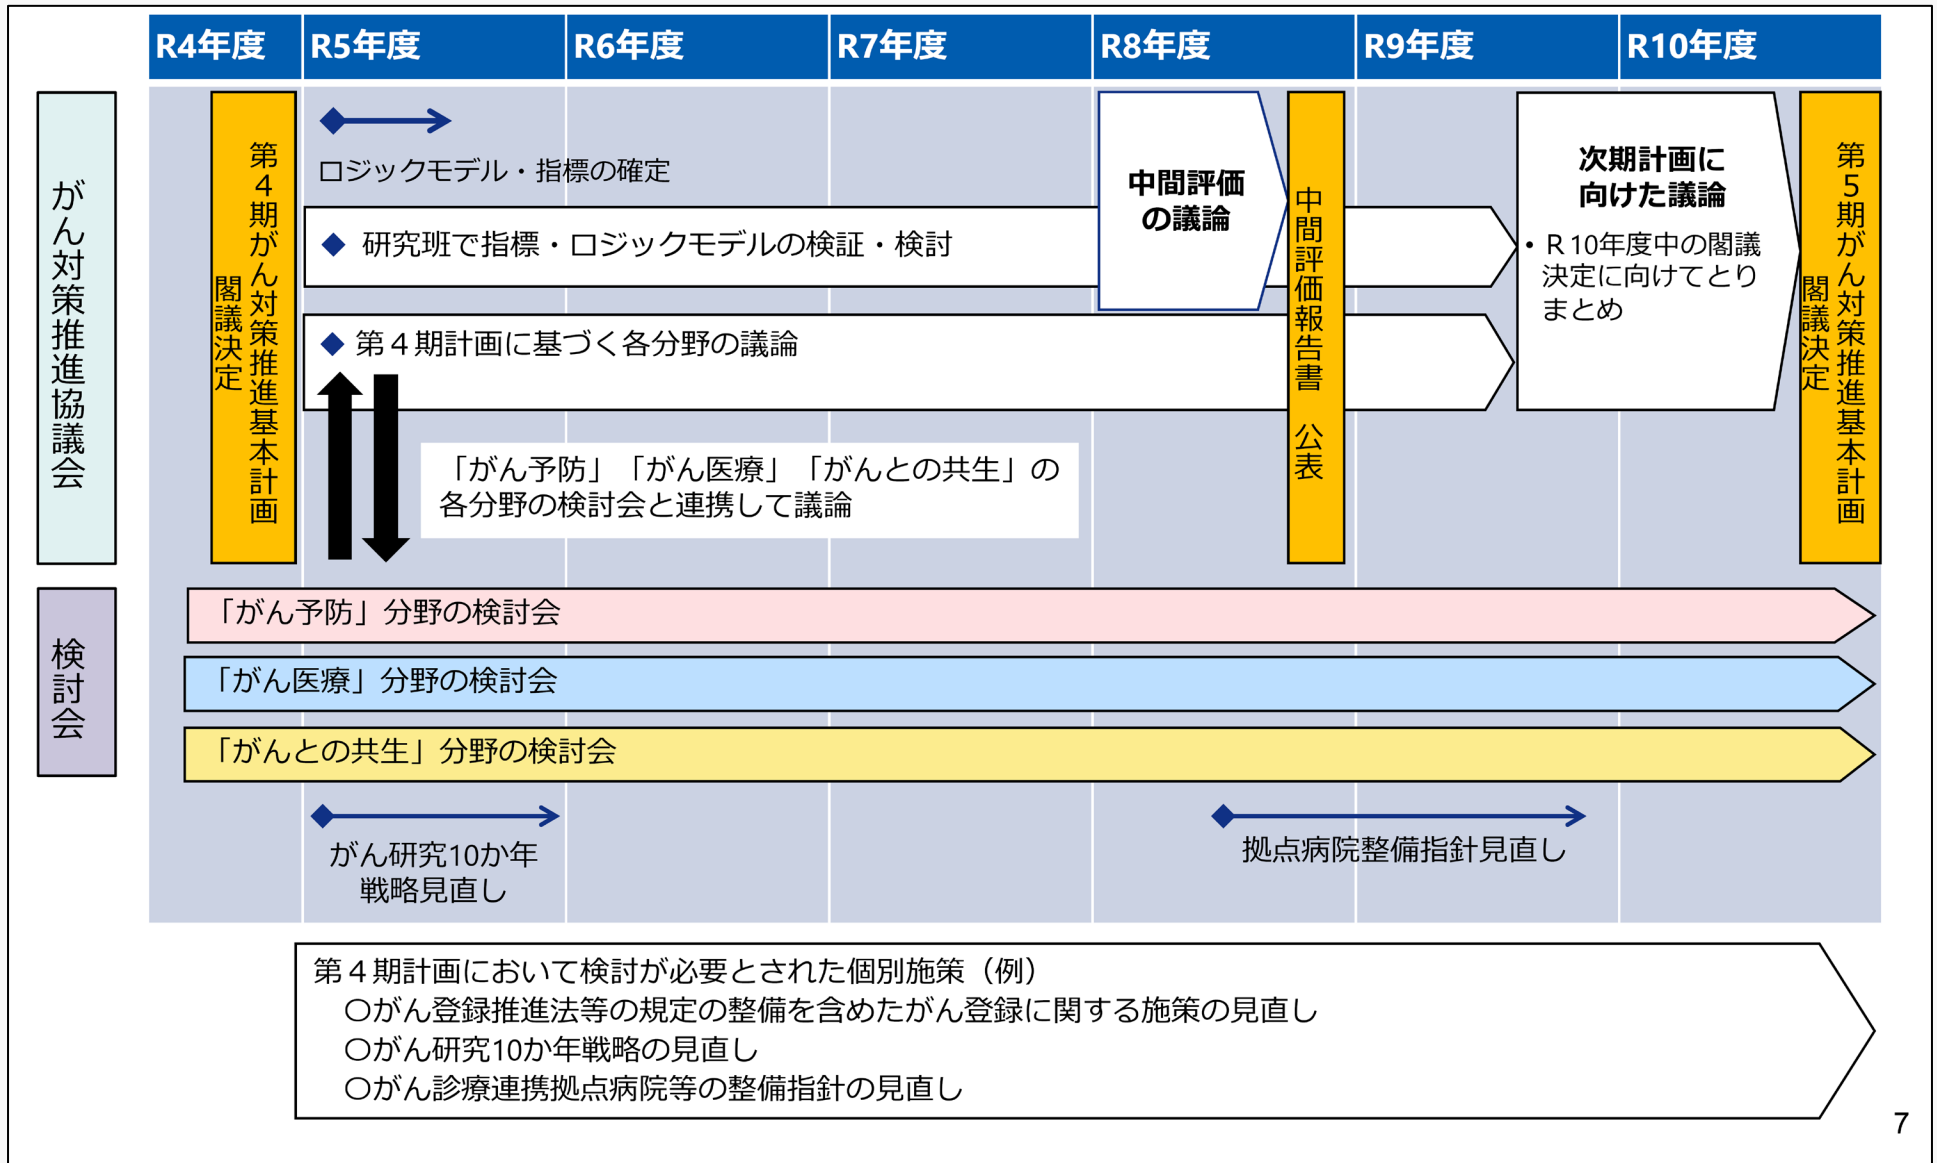 R4年度
R5年度
R6年度
R7年度
R8年度
R9年度
R10年度
がん対策推進協議会
第４期がん対策推進基本計画
閣議決定
ロジックモデル・指標の確定
◆ 研究班で指標・ロジックモデルの検証・検討
◆ 第４期計画に基づく各分野の議論
「がん予防」「がん医療」「がんとの共生」の
各分野の検討会と連携して議論
中間評価
の議論
中間評価報告書　公表
次期計画に
向けた議論
• Ｒ10年度中の閣議
決定に向けてとり
まとめ
第５期がん対策推進基本計画
閣議決定
検討会
「がん予防」分野の検討会
「がん医療」分野の検討会
「がんとの共生」分野の検討会
がん研究10か年
戦略見直し
拠点病院整備指針見直し
第４期計画において検討が必要とされた個別施策（例）
〇がん登録推進法等の規定の整備を含めたがん登録に関する施策の見直し
〇がん研究10か年戦略の見直し
〇がん診療連携拠点病院等の整備指針の見直し
7